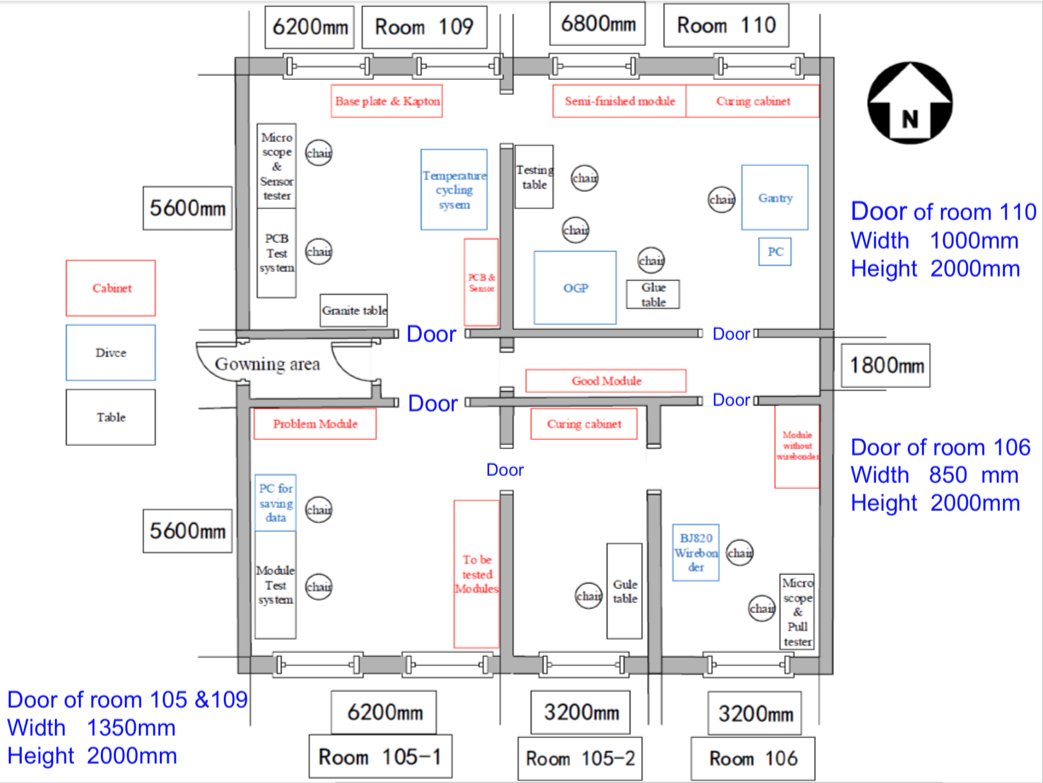 6200mm
Room 109
6800mm
Room 110
N
Base plate & Kapton
Semi-finished module
Curing cabinet
Micro
scope
&
Sensor
tester
chair
Temperature
cycling
sysem
Testing
table
chair
chair
Gantry
5600mm
Door of room 110
Width 1000mm
Height 2000mm
PCB
Test
system
chair
chair
PC
chair
PCB &
Sensor
OGP
Glue
table
Cabinet
Granite table
Door
Door
Divce
Gowning area
1800mm
Good Module
Table
Door
Door
Problem Module
Curing cabinet
Module
without
wirebonder
Door of room 106
Width 850 mm
Height 2000mm
Door
PC for
saving
data
chair
5600mm
To be
tested
Modules
BJ820
Wirebon
der
chair
Module
Test
system
chair
chair
Gule
table
chair
Micro
scope
&
Pull
tester
Door of room 105 &109
Width 1350mm
Height 2000mm
6200mm
3200mm
3200mm
Room 105-1
Room 105-2
Room 106